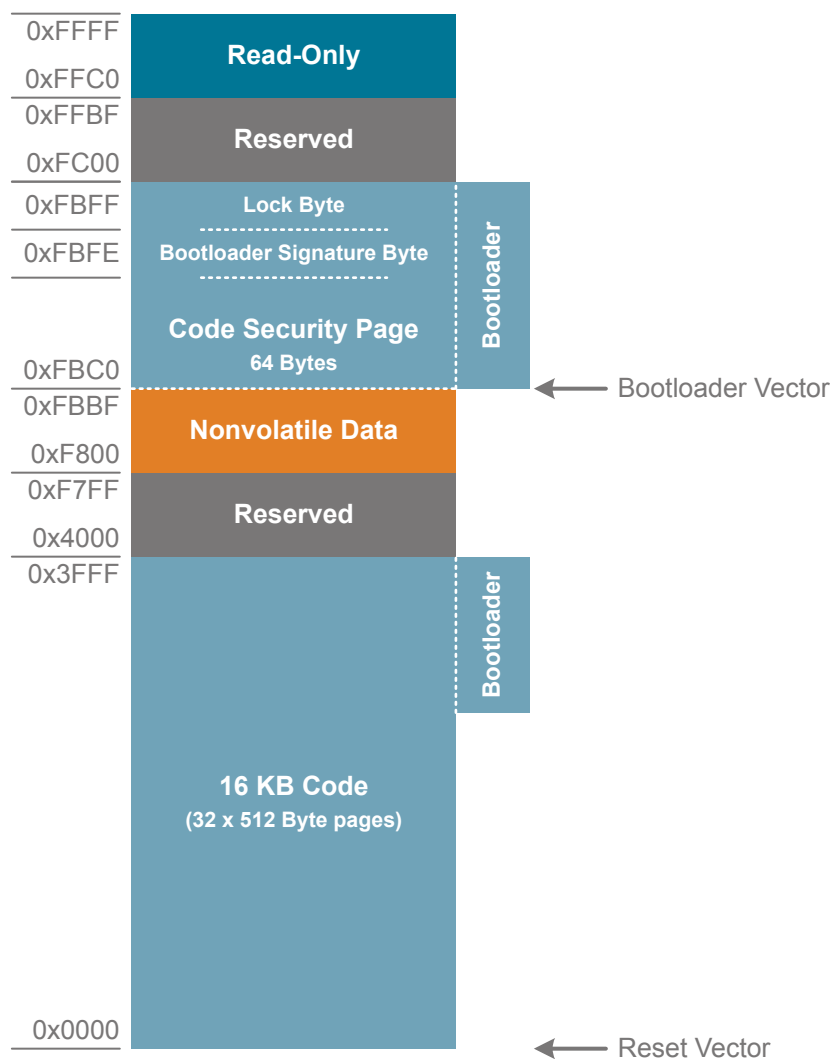 0xFFFF
Read-Only
0xFFC0
0xFFBF
Reserved
0xFC00
0xFBFF
Lock Byte
0xFBFE
Bootloader Signature Byte
Bootloader
Code Security Page
64 Bytes
0xFBC0
Bootloader Vector
0xFBBF
Nonvolatile Data
0xF800
0xF7FF
Reserved
0x4000
0x3FFF
Bootloader
16 KB Code
(32 x 512 Byte pages)
0x0000
Reset Vector